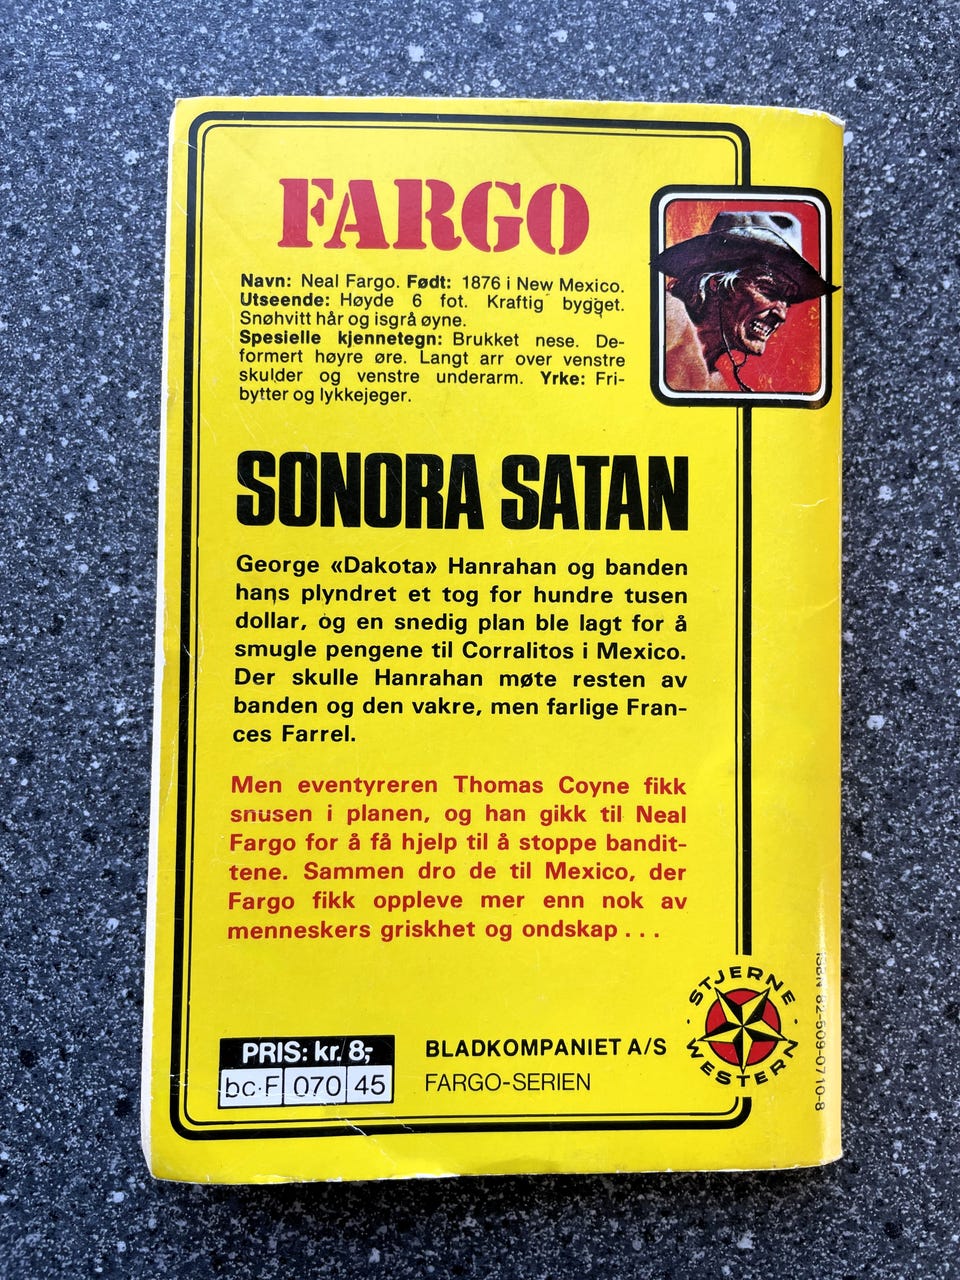 FARGO
Navn: Neal Fargo. Født: 1876 i New Mexico.
Utseende: Høyde 6 fot. Kraftig bygget.
Snøhvitt hår og isgrå øyne.
Spesielle kjennetegn: Brukket nese. De-
formert høyre øre. Langt arr over venstre
skulder og venstre underarm. Yrke: Fri-
bytter og lykkejeger.
SONORA SATAN
George «Dakota» Hanrahan og banden
hans plyndret et tog for hundre tusen
dollar, og en snedig plan ble lagt for å
smugle pengene til Corralitos i Mexico.
Der skulle Hanrahan møte resten av
banden og den vakre, men farlige Fran-
ces Farrel.
Men eventyreren Thomas Coyne fikk
snusen i planen, og han gikk til Neal
Fargo for å få hjelp til å stoppe bandit-
tene. Sammen dro de til Mexico, der
Fargo fikk oppleve mer enn nok av
menneskers griskhet og ondskap . . .
PRIS: kr. 8,-
bc-F 070 45
BLADKOMPANIET A/S
FARGO-SERIEN
· STJERNE ·
WESTERN
ISBN 82-509-0710-8